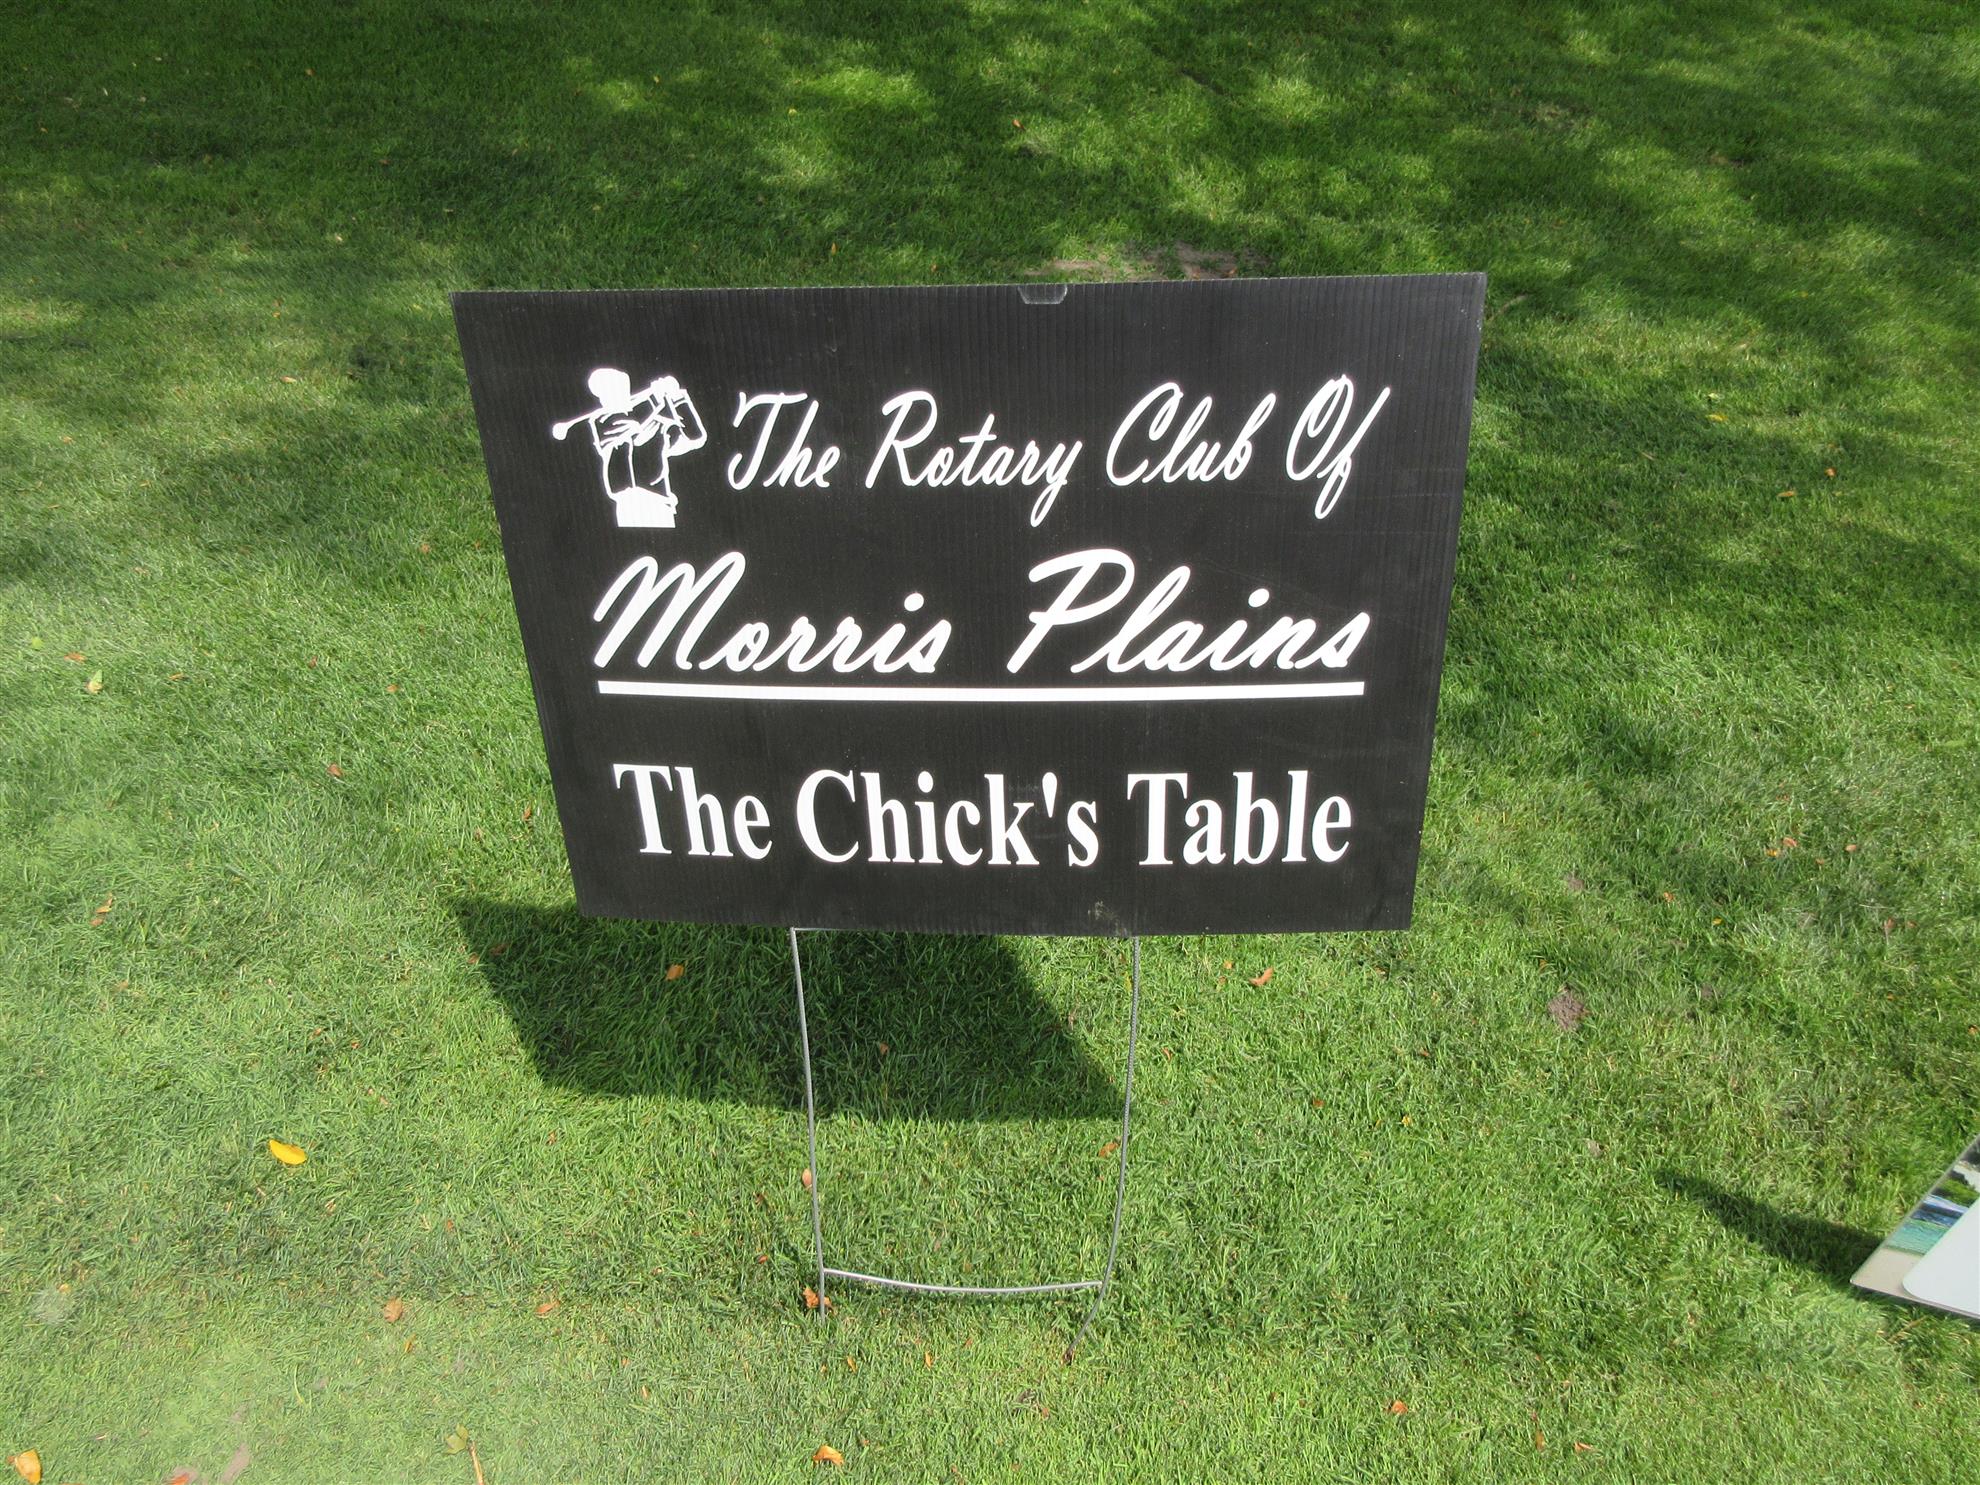 The Rotary Club Of
Morris Plains
The Chick's Table